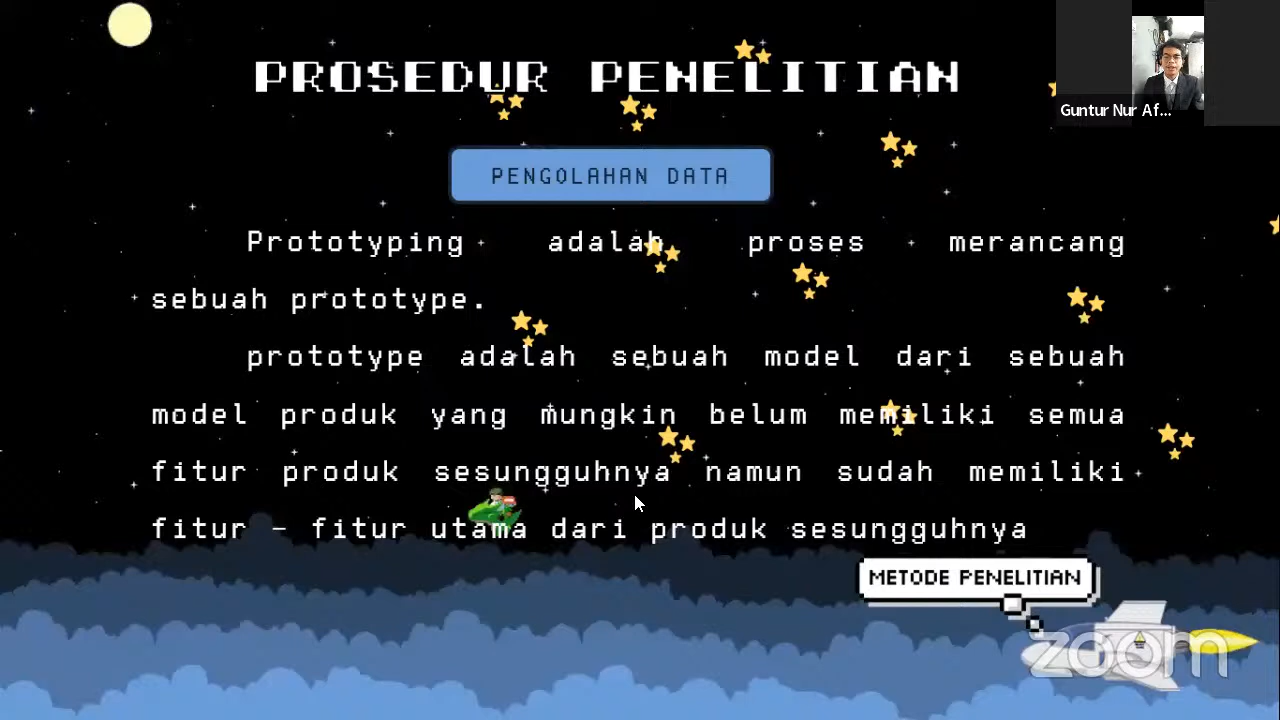 PROSEDUR PENELITIAN
Guntur Nur Af...
PENGOLAHAN DATA
Prototyping adalah proses merancang
sebuah prototype.
prototype adalah sebuah model dari sebuah
model produk yang mungkin belum memiliki semua
fitur produk sesungguhnya namun sudah memiliki
fitur - fitur utama dari produk sesungguhnya
METODE PENELITIAN
zoom